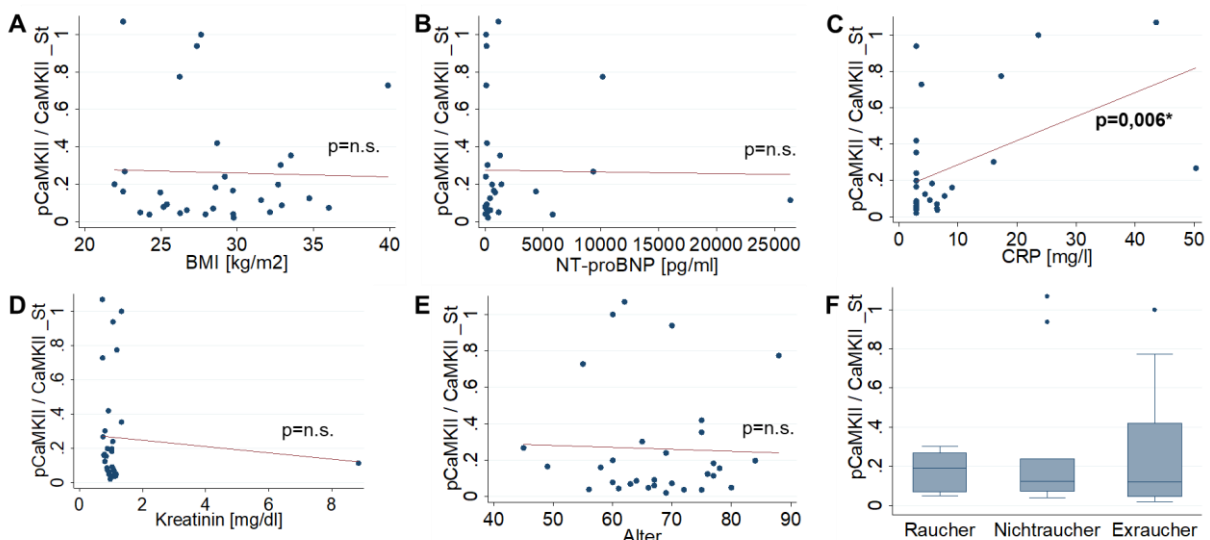 A
pCaMKII / CaMKII _St
1
.8
.6
.4
.2
0
p=n.s.
20 25 30 35 40
BMI [kg/m2]
B
pCaMKII / CaMKII _St
1
.8
.6
.4
.2
0
p=n.s.
0 5000 10000 15000 20000 25000
NT-proBNP [pg/ml]
C
pCaMKII / CaMKII _St
1
.8
.6
.4
.2
0
p=0,006*
0 10 20 30 40 50
CRP [mg/l]
D
pCaMKII / CaMKII _St
1
.8
.6
.4
.2
0
p=n.s.
0 2 4 6 8
Kreatinin [mg/dl]
E
pCaMKII / CaMKII _St
1
.8
.6
.4
.2
0
p=n.s.
40 50 60 70 80 90
Alter
F
pCaMKII / CaMKII _St
1
.8
.6
.4
.2
0
Raucher Nichtraucher Exraucher